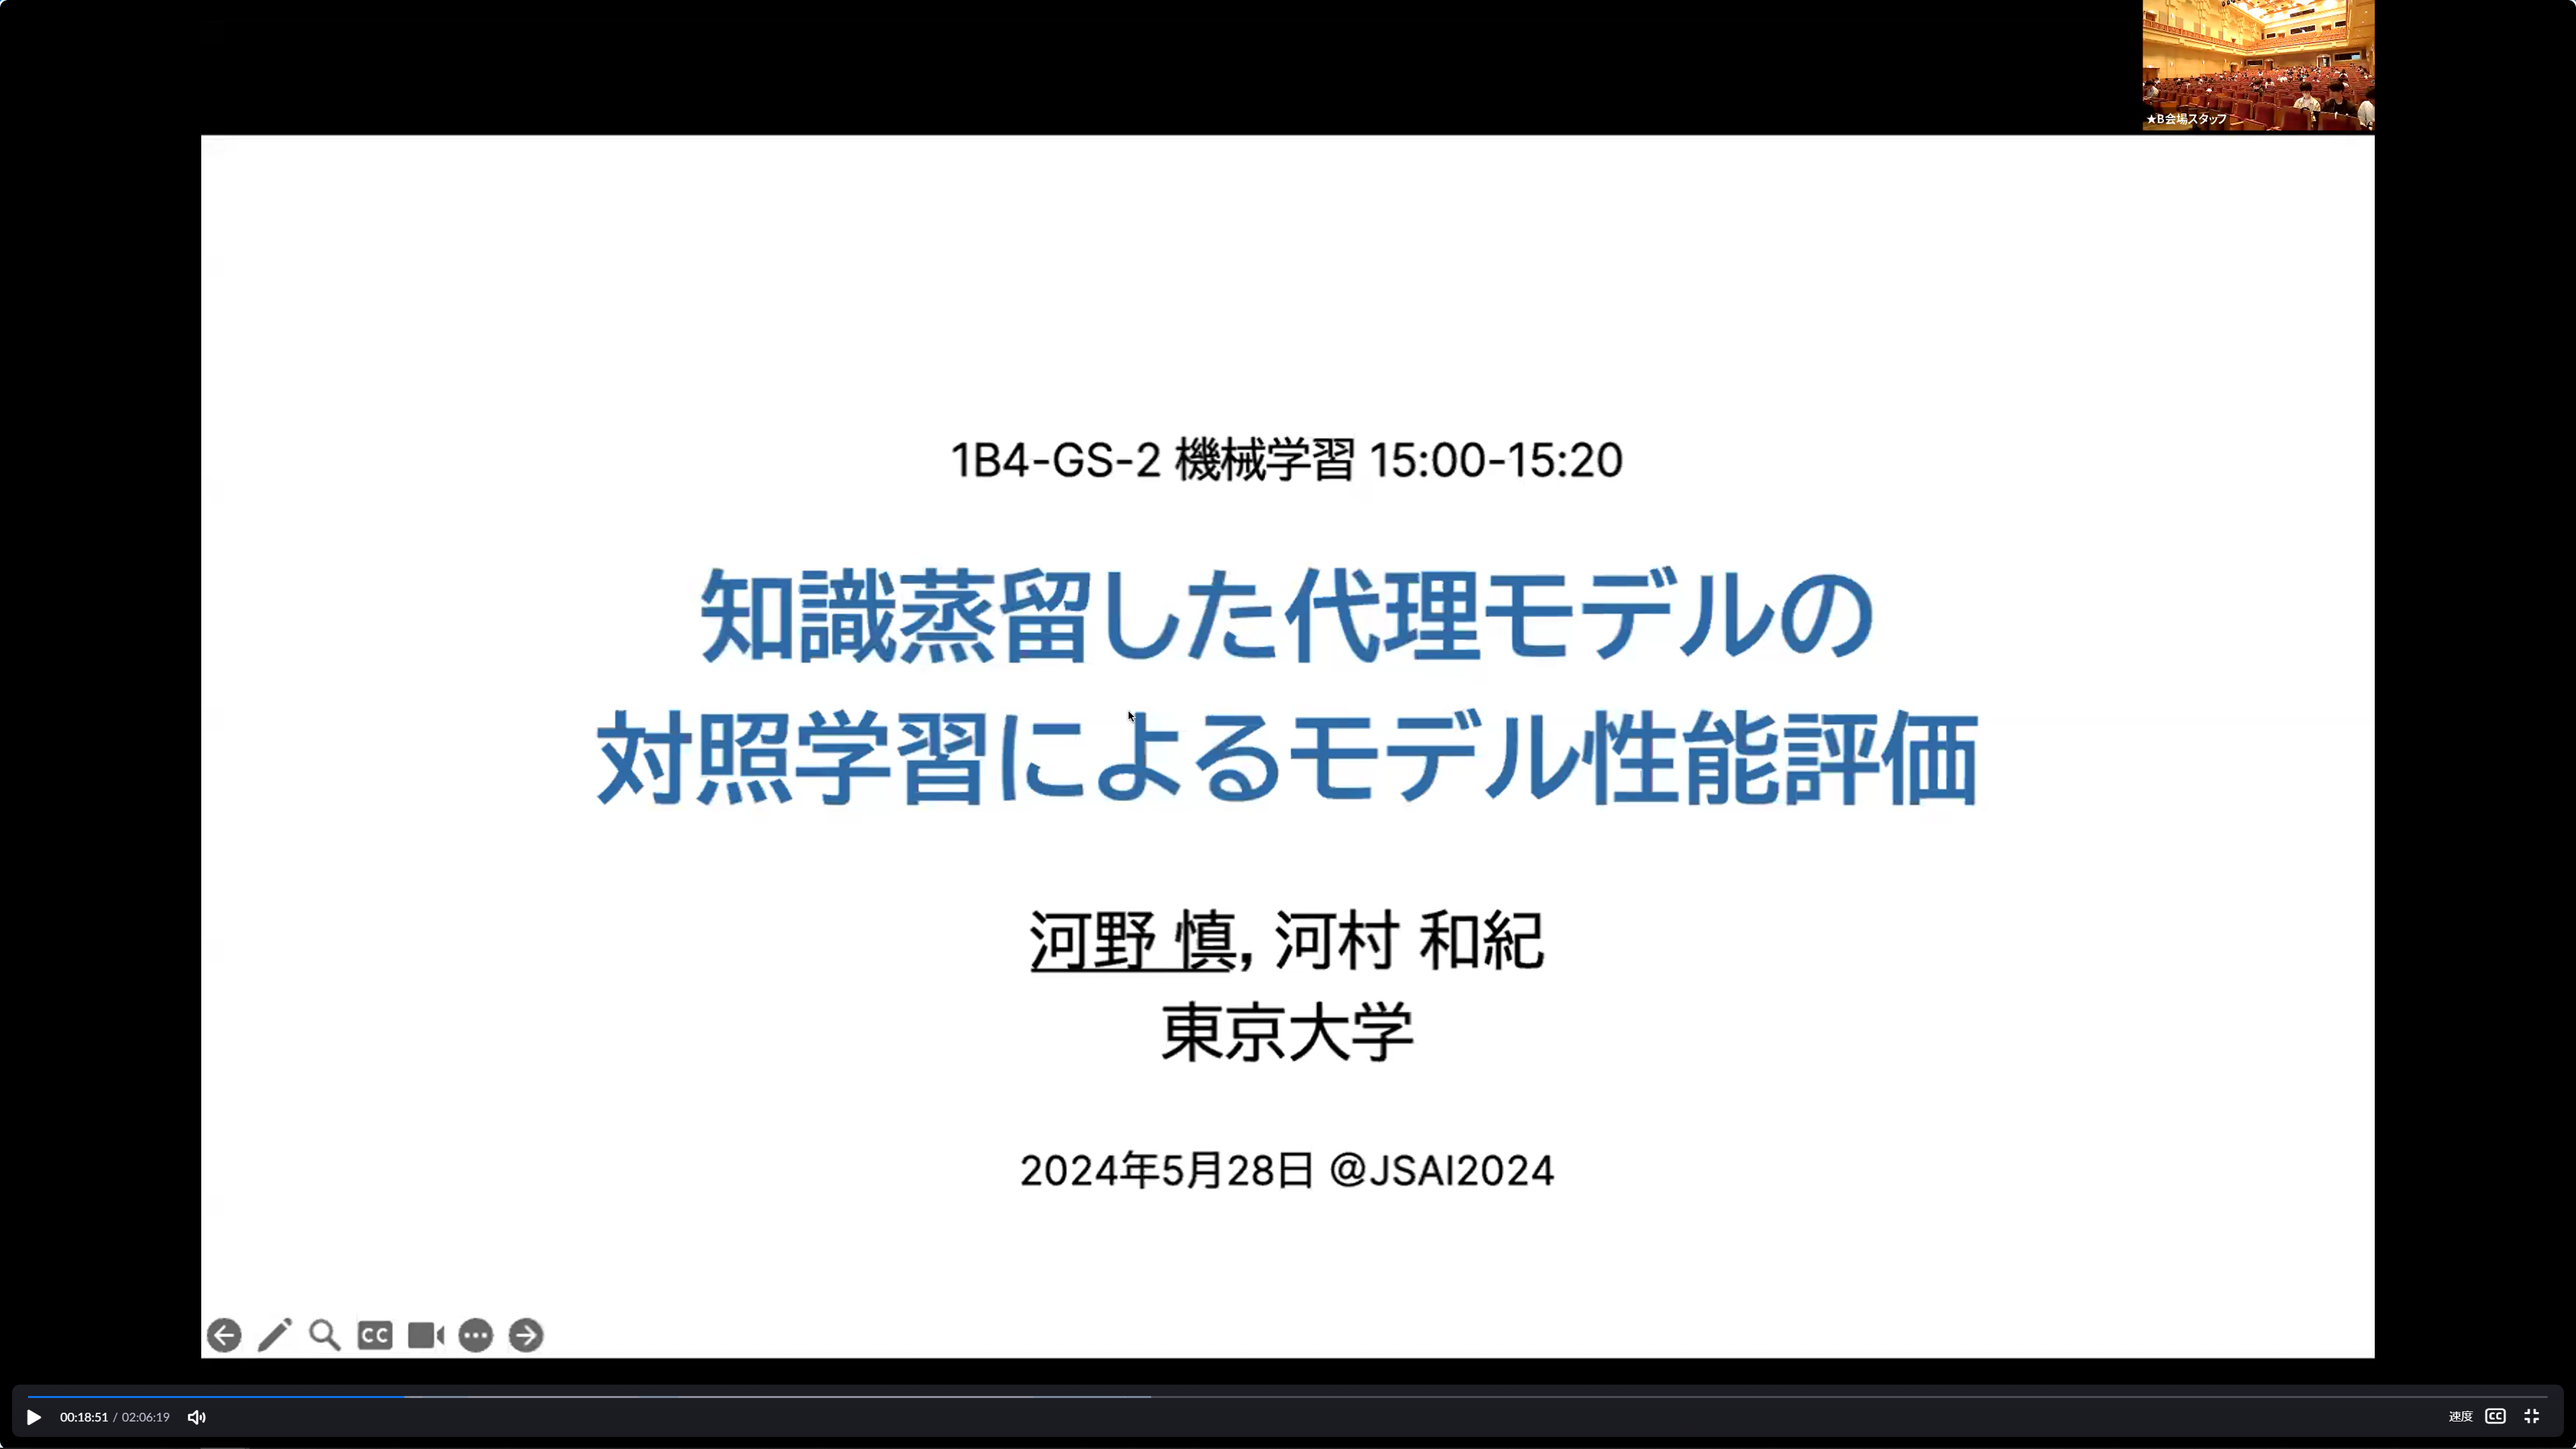 ★B会場スタッフ
1B4-GS-2 機械学習 15:00-15:20
知識蒸留した代理モデルの
対照学習によるモデル性能評価
河野 慎, 河村 和紀
東京大学
2024年5月28日 @JSAI2024
CC
00:18:51 / 02:06:19
速度
CC